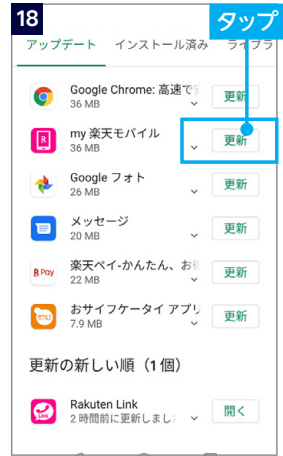 18
タップ
アップデート インストール済み ライブラ
Google Chrome: 高速で
36 MB
更新
my 楽天モバイル
36 MB
更新
Google フォト
26 MB
更新
メッセージ
20 MB
更新
R Pay
楽天ペイ-かんたん、お
22 MB
更新
おサイフケータイ アプリ
7.9 MB
更新
更新の新しい順（1個）
Rakuten Link
2 時間前に更新しまし
開く